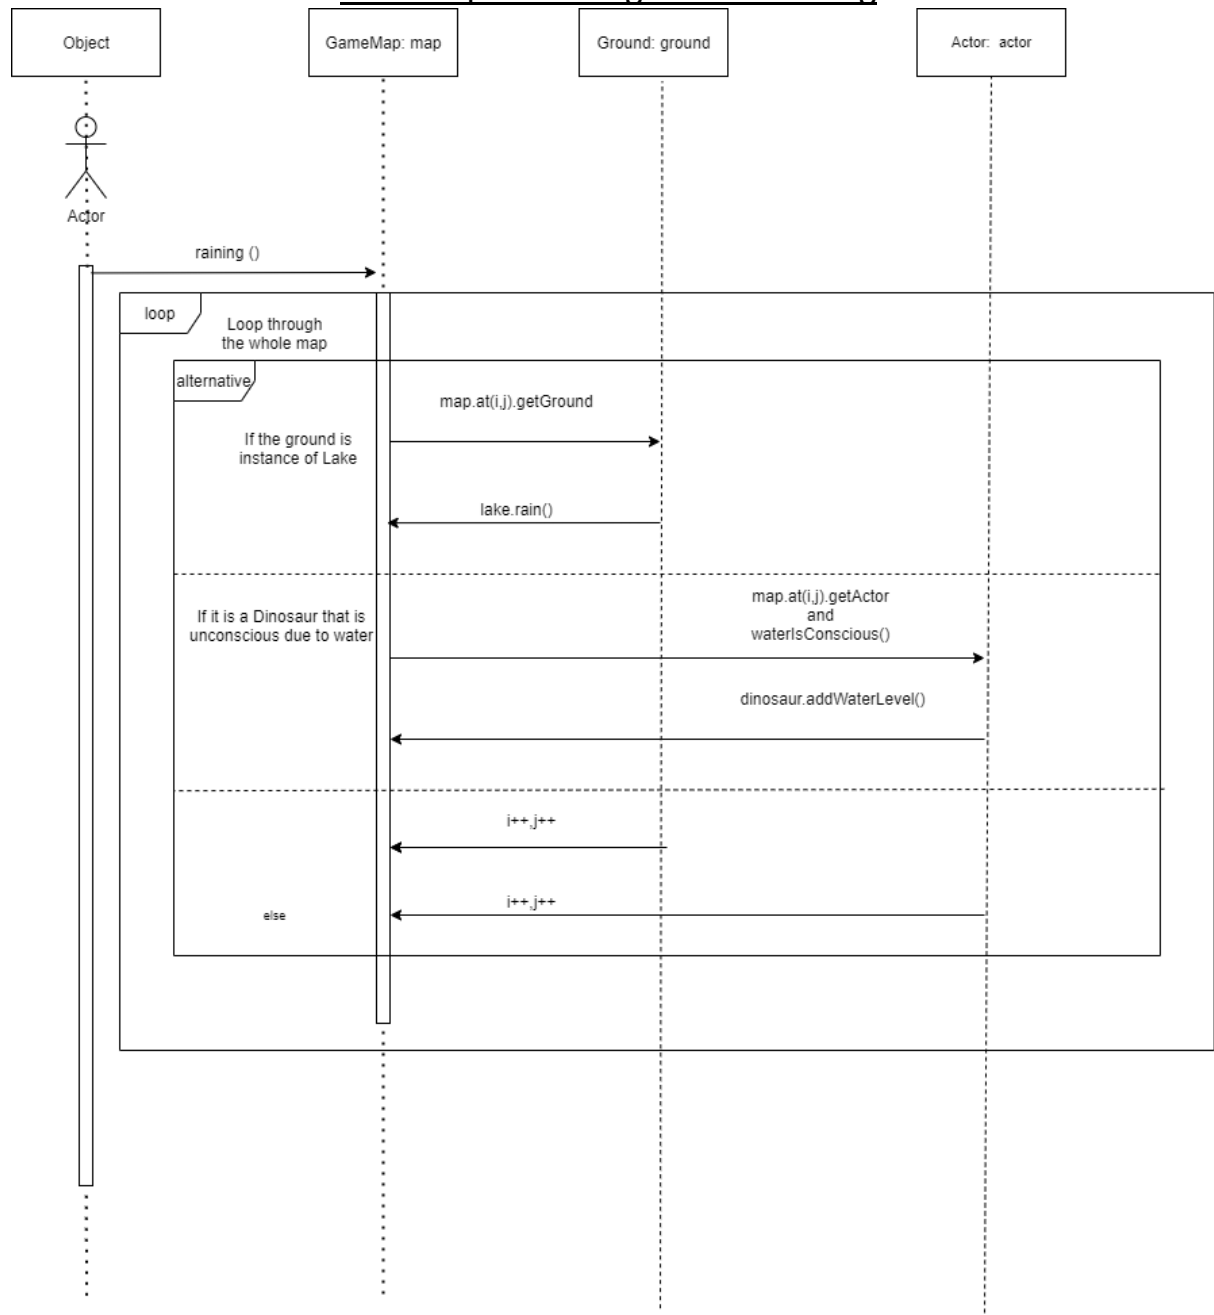 Object
GameMap: map
Ground: ground
Actor: actor
Actor
raining ()
loop
Loop through
the whole map
alternative
map.at(i,j).getGround
If the ground is
instance of Lake
lake.rain()
map.at(i,j).getActor
and
waterIsConscious()
If it is a Dinosaur that is
unconscious due to water
dinosaur.addWaterLevel()
i++,j++
i++,j++
else